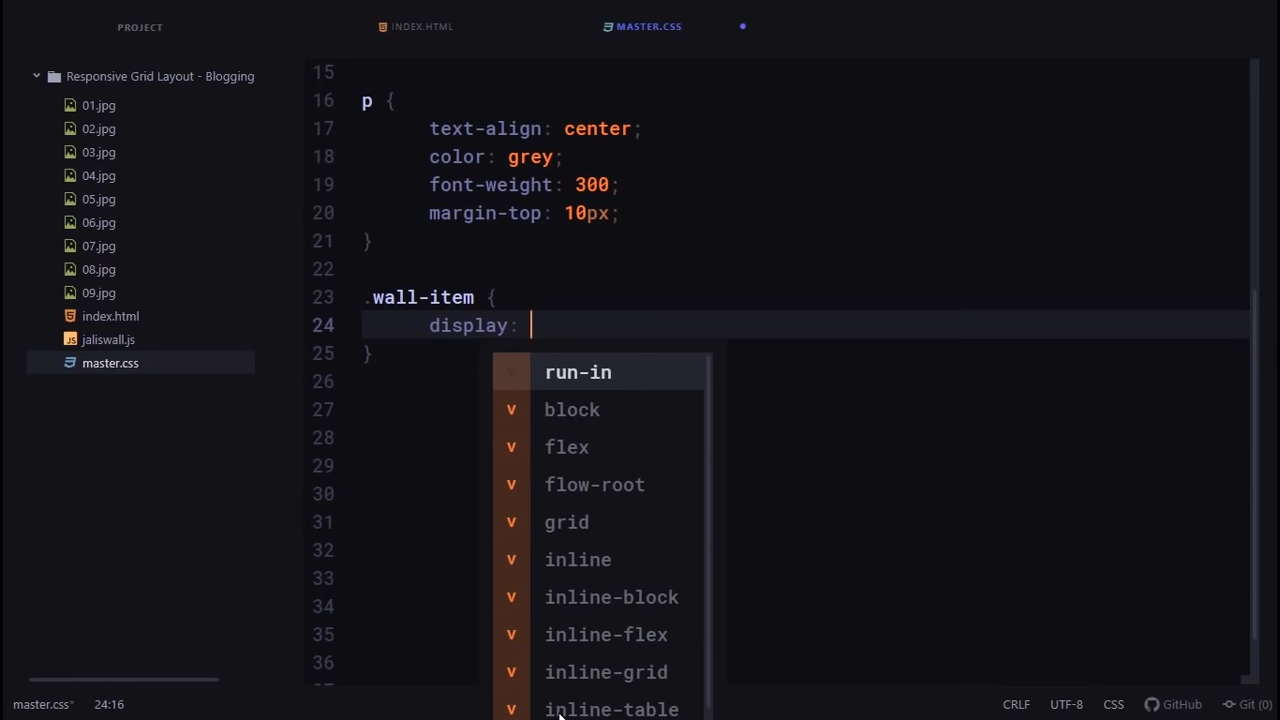 PROJECT
INDEX.HTML
MASTER.CSS
Responsive Grid Layout - Blogging
01.jpg
02.jpg
03.jpg
04.jpg
05.jpg
06.jpg
07.jpg
08.jpg
09.jpg
index.html
JS jaliswall.js
master.css
15
16 p {
17 text-align: center;
18 color: grey;
19 font-weight: 300;
20 margin-top: 10px;
21 }
22
23 .wall-item {
24 display:
25 }
26
27
28
29
30
31
32
33
34
35
36
run-in
v block
v flex
v flow-root
v grid
v inline
v inline-block
v inline-flex
v inline-grid
v inline-table
master.css* 24:16 CRLF UTF-8 CSS GitHub Git (0)